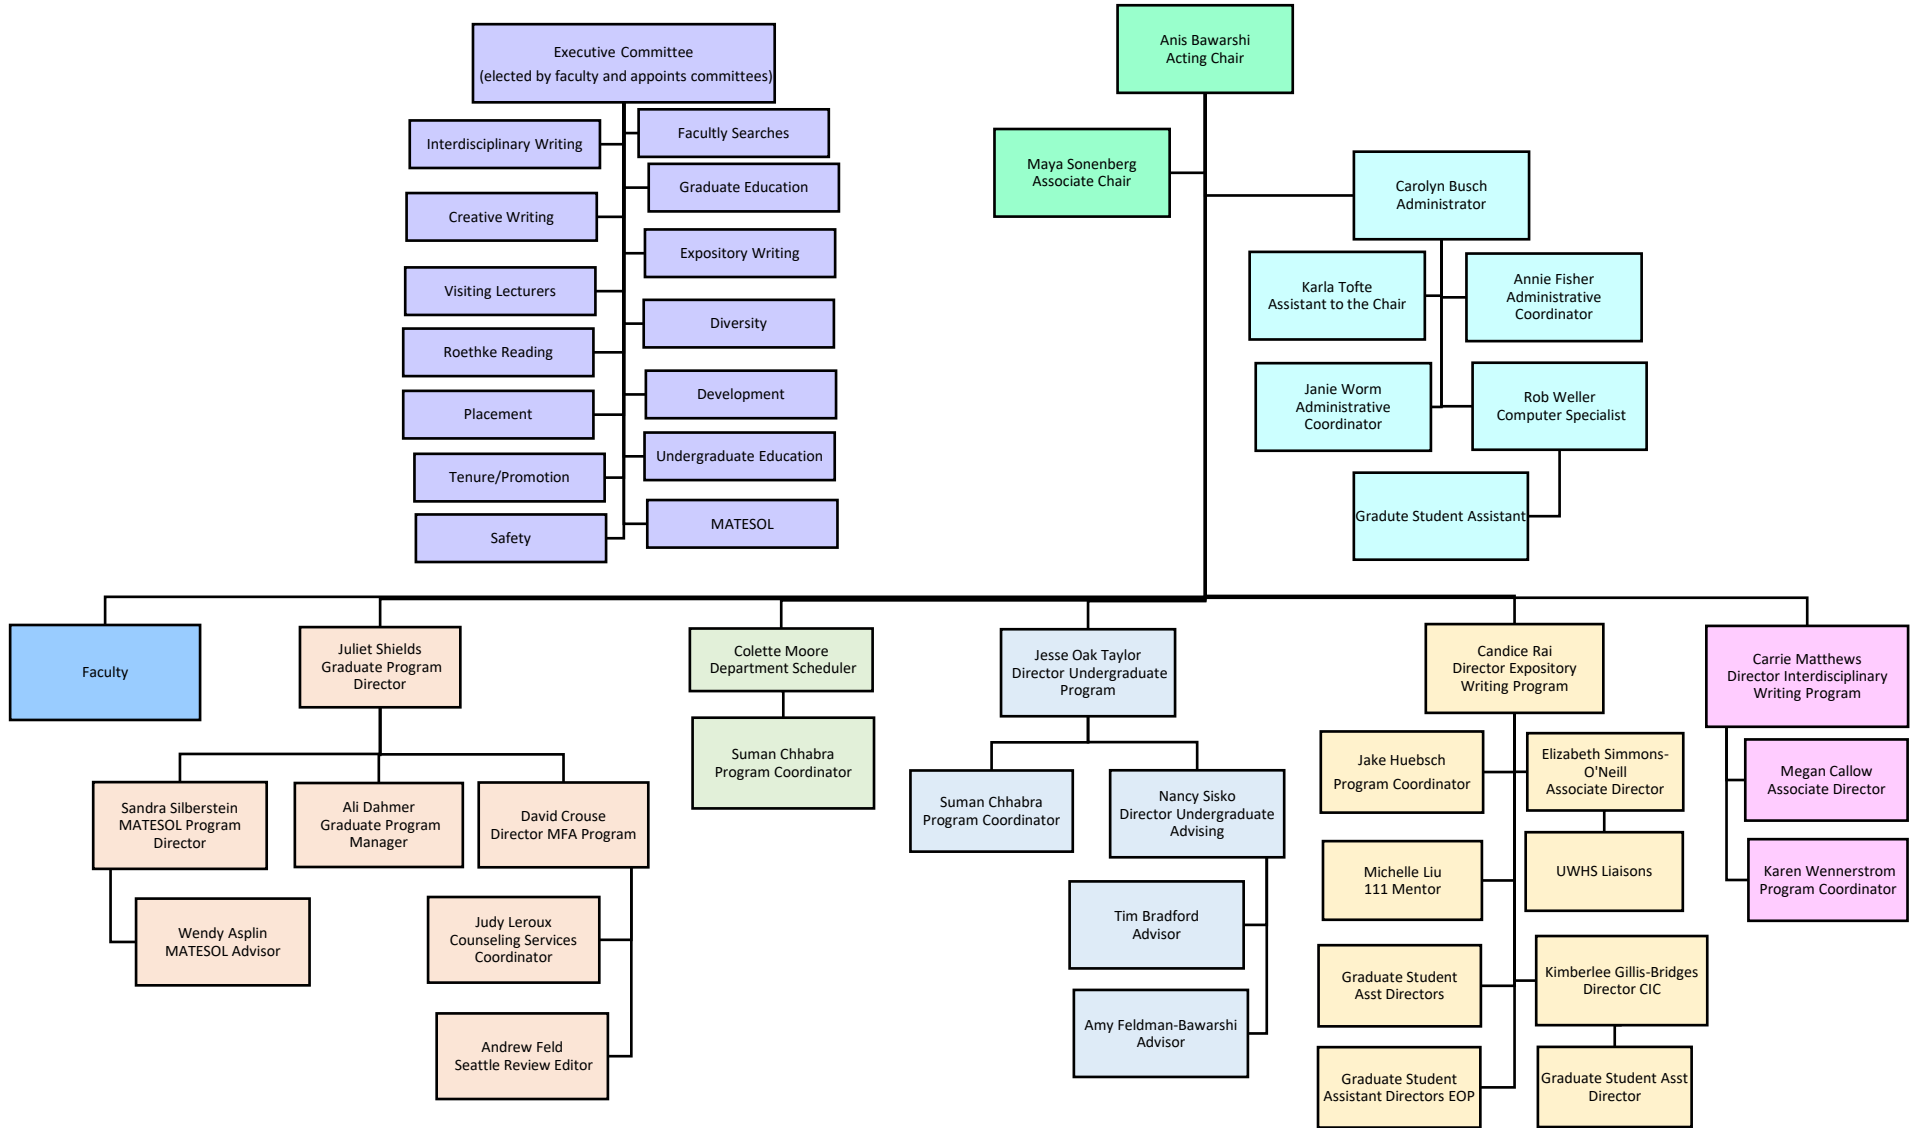 Executive Committee
(elected by faculty and appoints committees)
Interdisciplinary Writing
Facultly Searches
Graduate Education
Creative Writing
Expository Writing
Visiting Lecturers
Diversity
Roethke Reading
Development
Placement
Undergraduate Education
Tenure/Promotion
MATESOL
Safety
Anis Bawarshi
Acting Chair
Maya Sonenberg
Associate Chair
Carolyn Busch
Administrator
Karla Tofte
Assistant to the Chair
Annie Fisher
Administrative
Coordinator
Janie Worm
Administrative
Coordinator
Rob Weller
Computer Specialist
Gradute Student Assistant
Faculty
Juliet Shields
Graduate Program
Director
Sandra Silberstein
MATESOL Program
Director
Ali Dahmer
Graduate Program
Manager
David Crouse
Director MFA Program
Wendy Asplin
MATESOL Advisor
Judy Leroux
Counseling Services
Coordinator
Andrew Feld
Seattle Review Editor
Colette Moore
Department Scheduler
Suman Chhabra
Program Coordinator
Jesse Oak Taylor
Director Undergraduate
Program
Suman Chhabra
Program Coordinator
Nancy Sisko
Director Undergraduate
Advising
Tim Bradford
Advisor
Amy Feldman-Bawarshi
Advisor
Candice Rai
Director Expository
Writing Program
Jake Huebsch
Program Coordinator
Elizabeth Simmons-
O'Neill
Associate Director
Michelle Liu
111 Mentor
UWHS Liaisons
Graduate Student
Asst Directors
Kimberlee Gillis-Bridges
Director CIC
Graduate Student
Assistant Directors EOP
Graduate Student Asst
Director
Carrie Matthews
Director Interdisciplinary
Writing Program
Megan Callow
Associate Director
Karen Wennerstrom
Program Coordinator